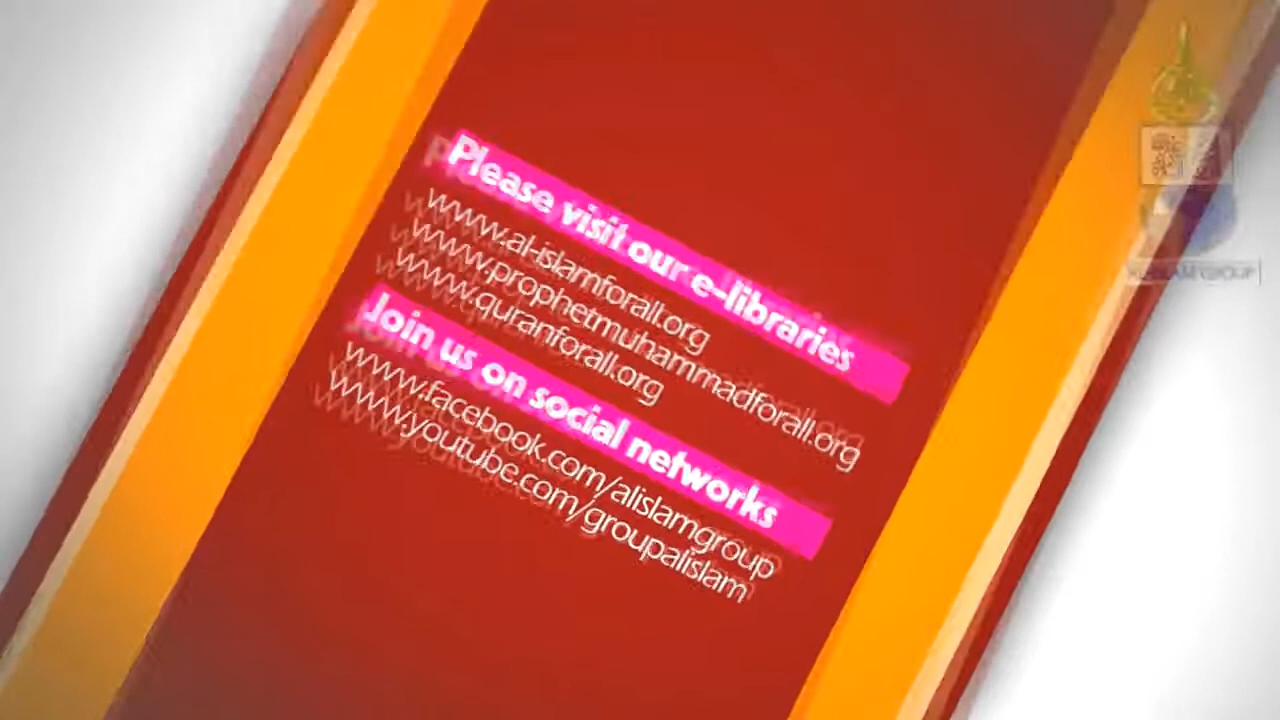 Please visit our e-libraries
www.al-islamforall.org
www.prophetmuhammadforall.org
www.quranforall.org
Join us on social networks
www.facebook.com/alislamgroup
www.youtube.com/groupalislam
GROUP